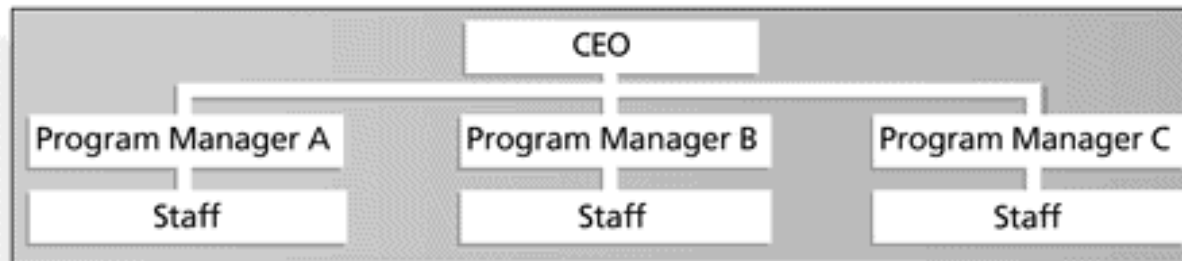 CEO
Program Manager A Program Manager B Program Manager C
Staff Staff Staff